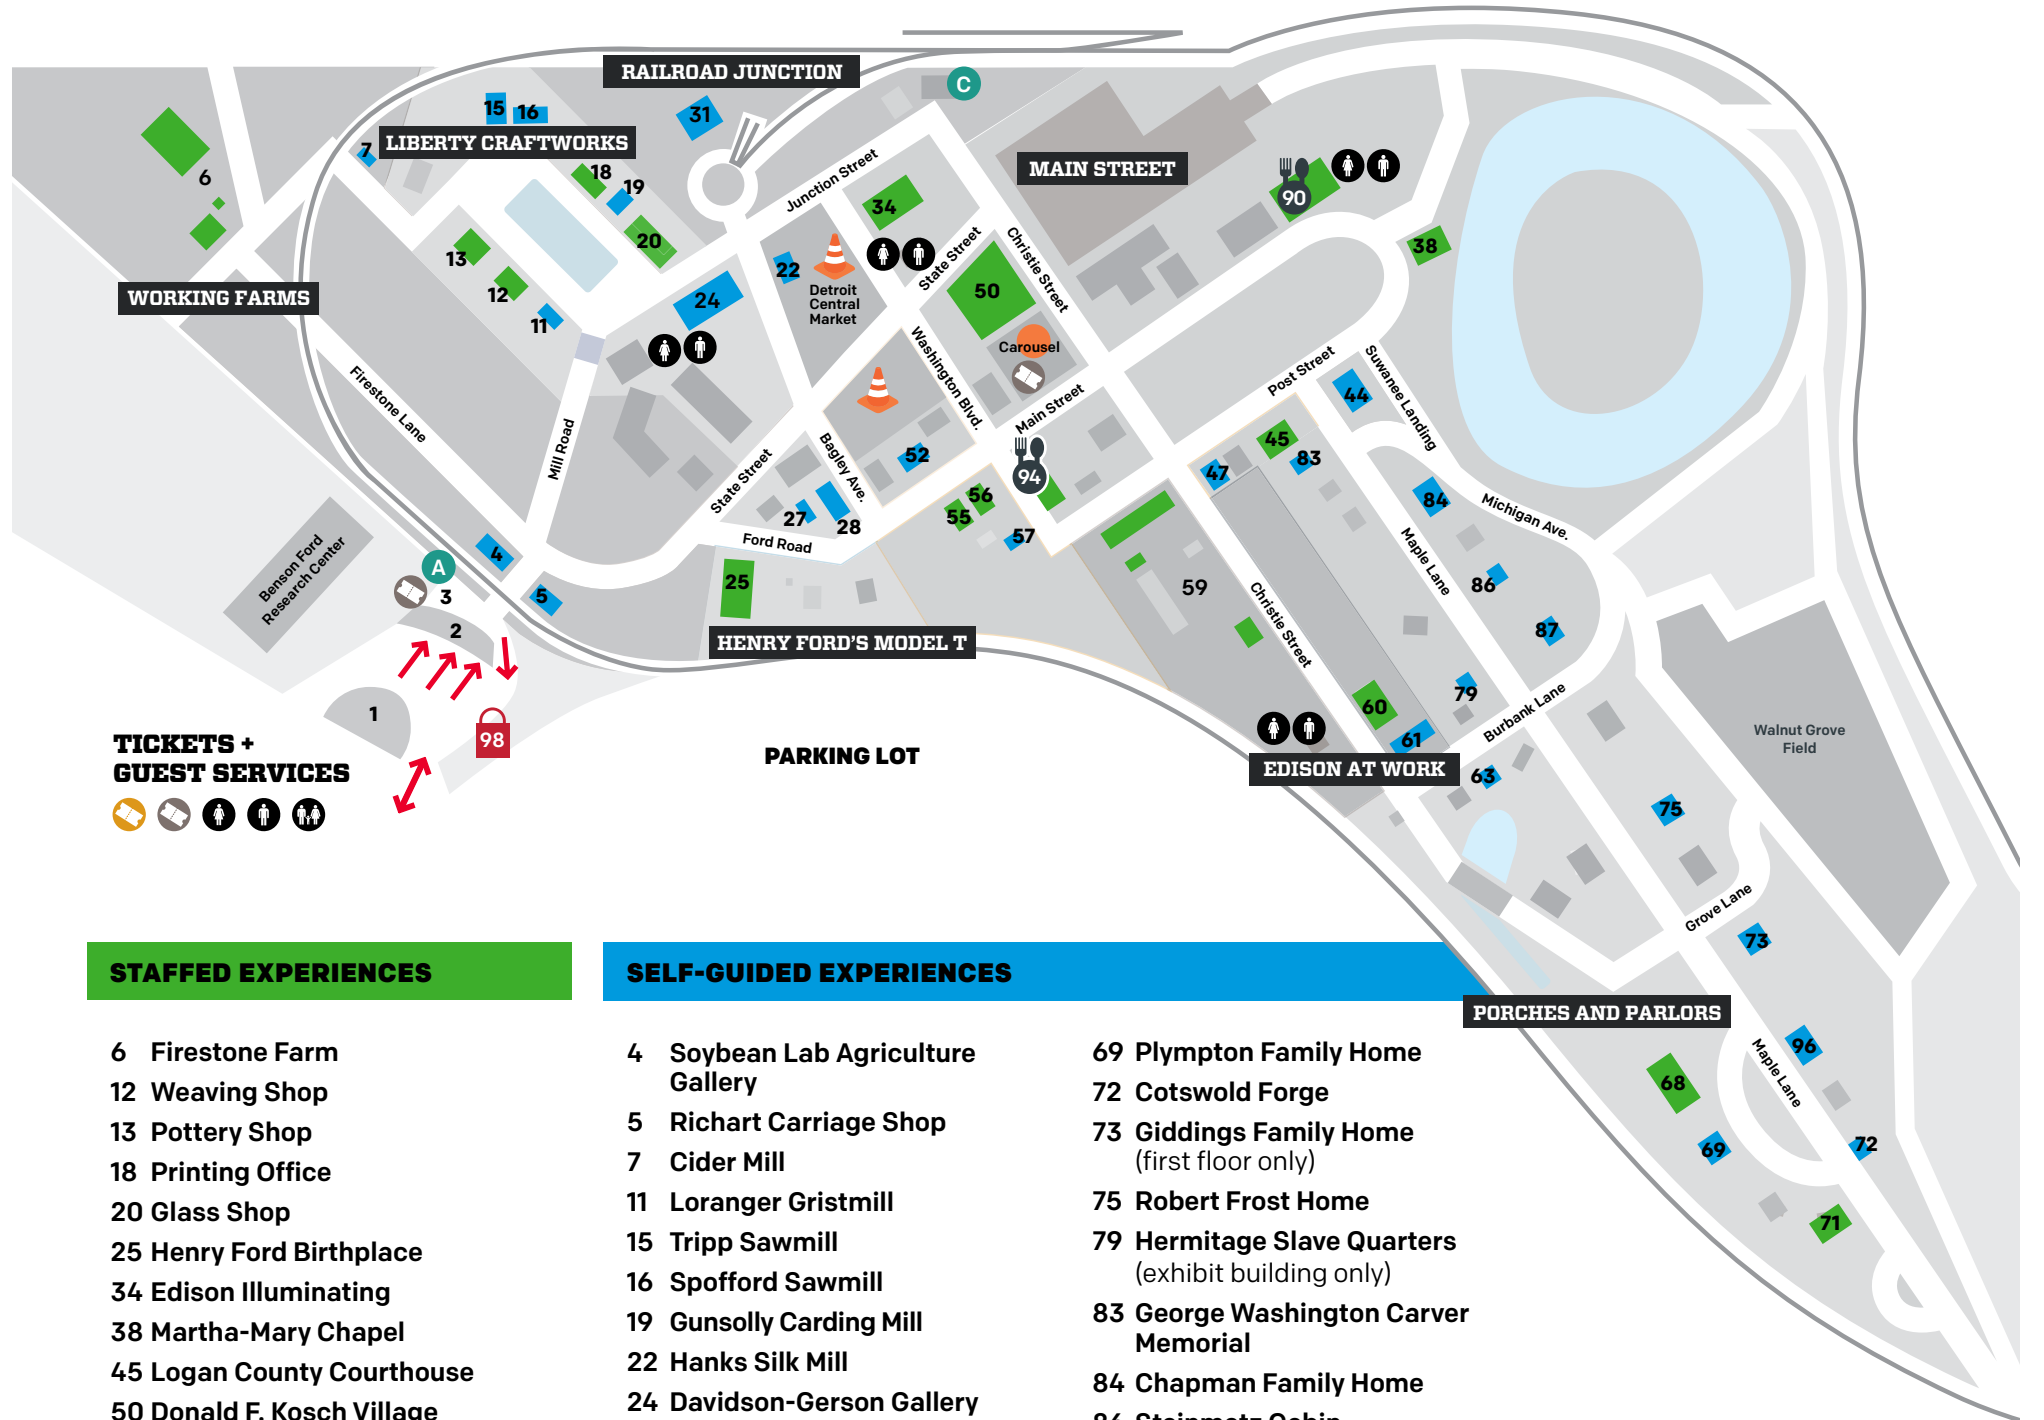 RAILROAD JUNCTION
C
15
16
31
LIBERTY CRAFTWORKS
7
6
18
19
Junction Street
MAIN STREET
90
34
20
13
12
11
WORKING FARMS
24
22
Detroit
Central
Market
State Street
Christie Street
50
38
Carousel
Washington Blvd.
Main Street
Post Street
Suwanee Landing
44
Firestone Lane
Mill Road
State Street
Bagley Ave.
52
94
45
47
83
84
Michigan Ave.
27
28
55
56
57
Ford Road
Maple Lane
Benson Ford
Research Center
A
3
2
4
5
25
59
86
87
Christie Street
HENRY FORD'S MODEL T
1
98
79
60
61
Burbank Lane
EDISON AT WORK
63
Walnut Grove
Field
TICKETS +
GUEST SERVICES
PARKING LOT
75
Grove Lane
73
PORCHES AND PARLORS
96
Maple Lane
68
69
72
71
STAFFED EXPERIENCES
6 Firestone Farm
12 Weaving Shop
13 Pottery Shop
18 Printing Office
20 Glass Shop
25 Henry Ford Birthplace
34 Edison Illuminating
38 Martha-Mary Chapel
45 Logan County Courthouse
50 Donald F. Kosch Village
SELF-GUIDED EXPERIENCES
4 Soybean Lab Agriculture
Gallery
5 Richart Carriage Shop
7 Cider Mill
11 Loranger Gristmill
15 Tripp Sawmill
16 Spofford Sawmill
19 Gunsolly Carding Mill
22 Hanks Silk Mill
24 Davidson-Gerson Gallery
69 Plympton Family Home
72 Cotswold Forge
73 Giddings Family Home
(first floor only)
75 Robert Frost Home
79 Hermitage Slave Quarters
(exhibit building only)
83 George Washington Carver
Memorial
84 Chapman Family Home
86 Steinmetz Cabin